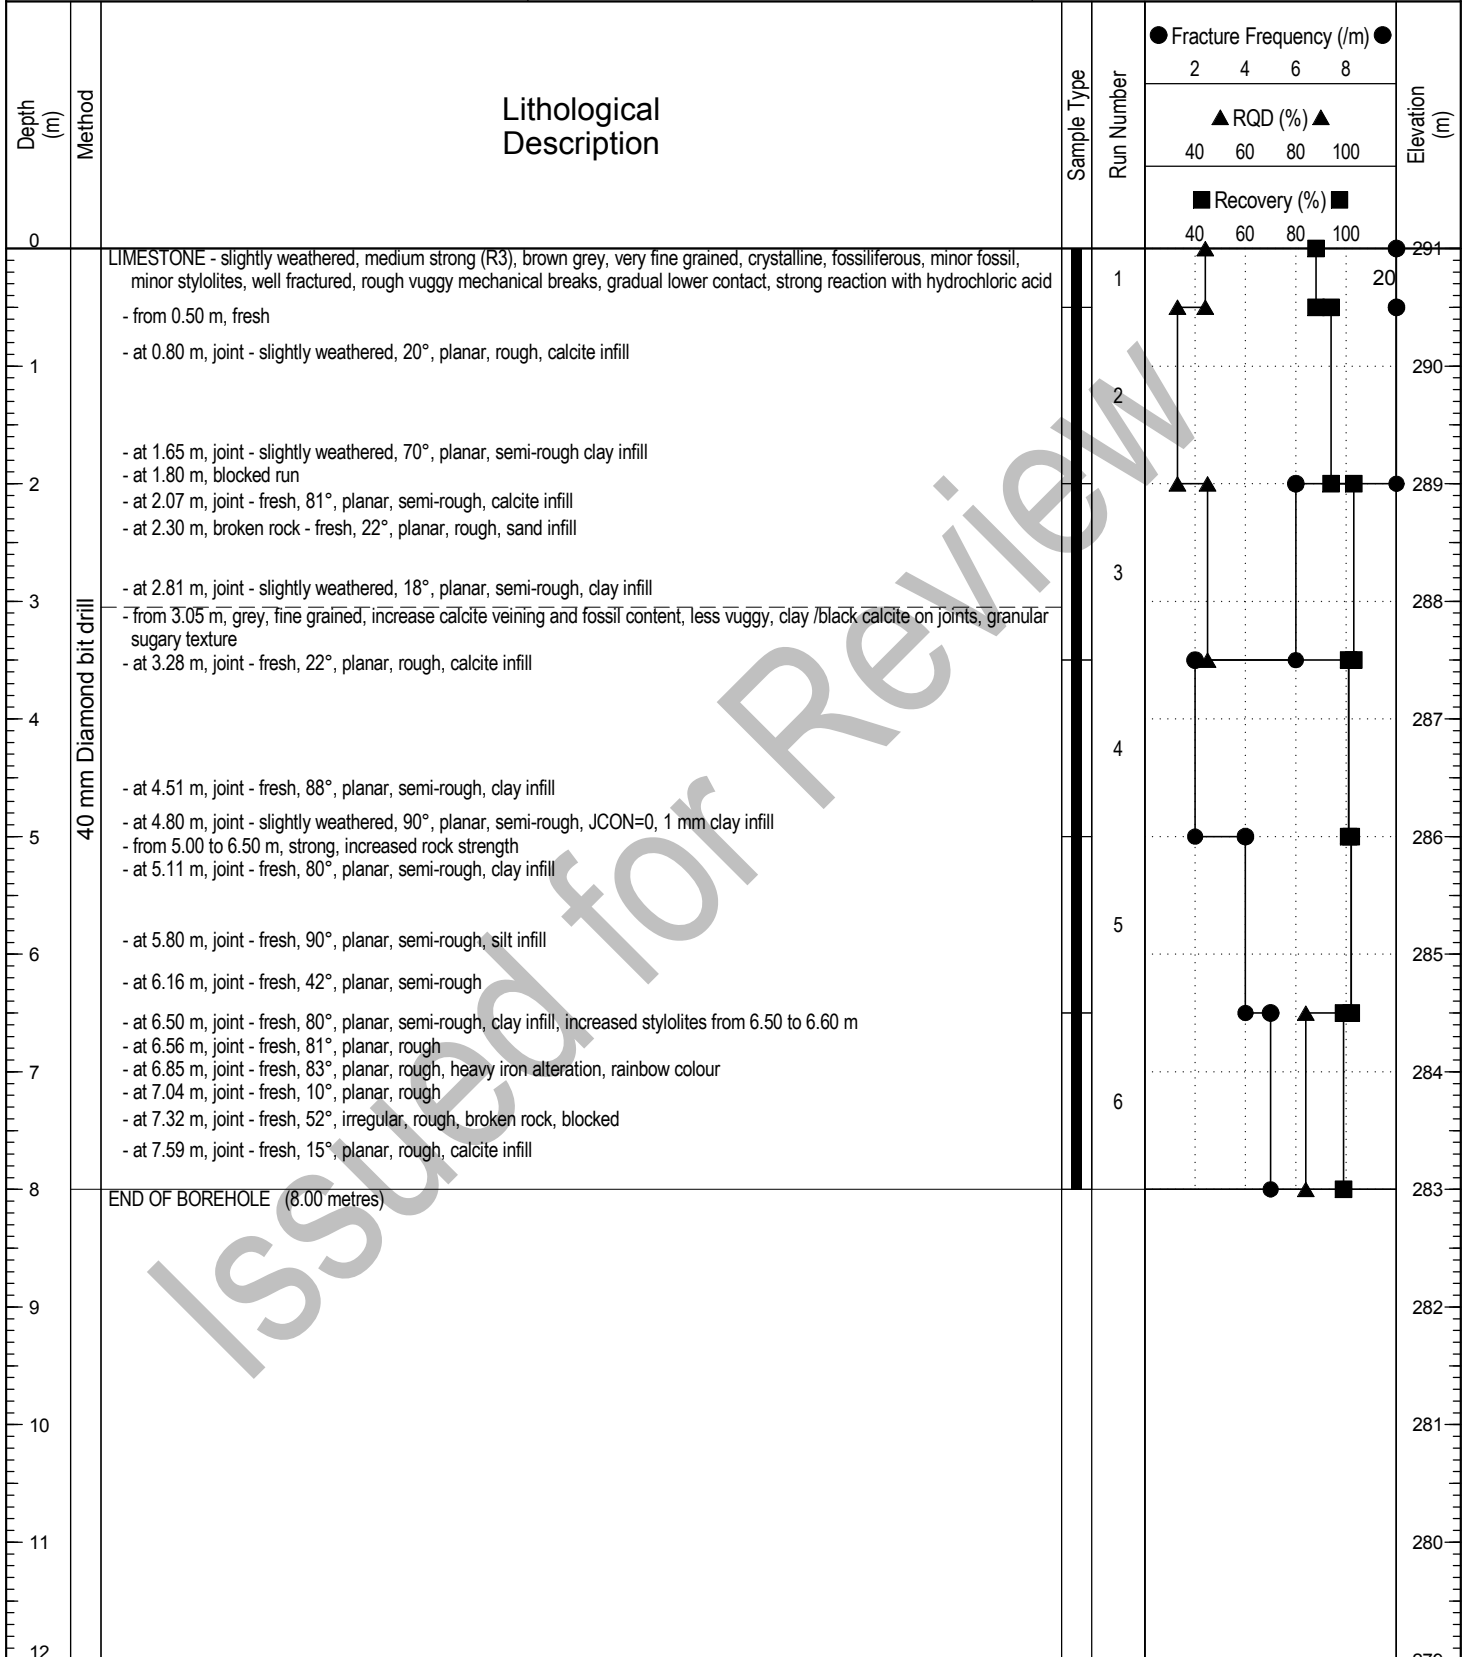 Depth
(m)
Method
Lithological
Description
Sample Type
Run Number
Fracture Frequency (/m)
2 4 6 8
RQD (%)
40 60 80 100
Recovery (%)
40 60 80 100
Elevation
(m)
0
LIMESTONE - slightly weathered, medium strong (R3), brown grey, very fine grained, crystalline, fossiliferous, minor fossil,
minor stylolites, well fractured, rough vuggy mechanical breaks, gradual lower contact, strong reaction with hydrochloric acid
- from 0.50 m, fresh
- at 0.80 m, joint - slightly weathered, 20°, planar, rough, calcite infill
- at 1.65 m, joint - slightly weathered, 70°, planar, semi-rough clay infill
- at 1.80 m, blocked run
- at 2.07 m, joint - fresh, 81°, planar, semi-rough, calcite infill
- at 2.30 m, broken rock - fresh, 22°, planar, rough, sand infill
- at 2.81 m, joint - slightly weathered, 18°, planar, semi-rough, clay infill
- from 3.05 m, grey, fine grained, increase calcite veining and fossil content, less vuggy, clay /black calcite on joints, granular
sugary texture
- at 3.28 m, joint - fresh, 22°, planar, rough, calcite infill
- at 4.51 m, joint - fresh, 88°, planar, semi-rough, clay infill
- at 4.80 m, joint - slightly weathered, 90°, planar, semi-rough, JCON=0, 1 mm clay infill
- from 5.00 to 6.50 m, strong, increased rock strength
- at 5.11 m, joint - fresh, 80°, planar, semi-rough, clay infill
- at 5.80 m, joint - fresh, 90°, planar, semi-rough, silt infill
- at 6.16 m, joint - fresh, 42°, planar, semi-rough
- at 6.50 m, joint - fresh, 80°, planar, semi-rough, clay infill, increased stylolites from 6.50 to 6.60 m
- at 6.56 m, joint - fresh, 81°, planar, rough
- at 6.85 m, joint - fresh, 83°, planar, rough, heavy iron alteration, rainbow colour
- at 7.04 m, joint - fresh, 10°, planar, rough
- at 7.32 m, joint - fresh, 52°, irregular, rough, broken rock, blocked
- at 7.59 m, joint - fresh, 15°, planar, rough, calcite infill
END OF BOREHOLE (8.00 metres)
40 mm Diamond bit drill
1
2
3
4
5
6
7
8
9
10
11
12
1
2
3
4
5
6
20
291
290
289
288
287
286
285
284
283
282
281
280
Issued for Review